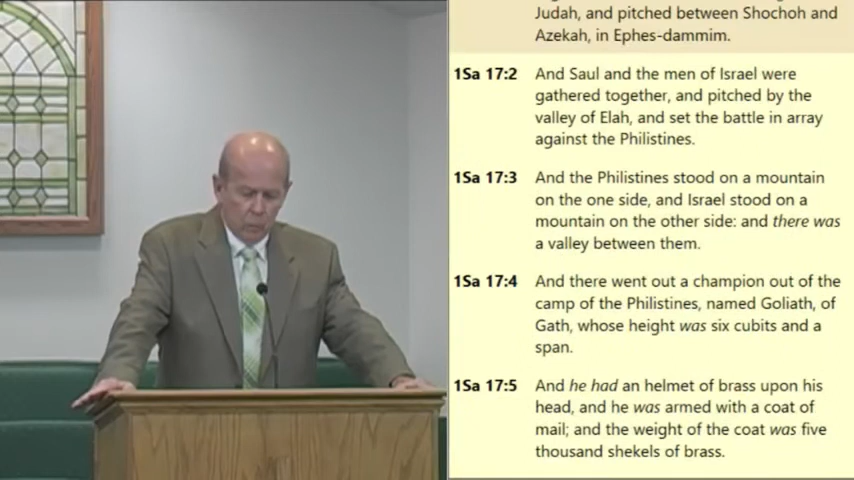 Judah, and pitched between Shochoh and
Azekah, in Ephes-dammim.
1Sa 17:2 And Saul and the men of Israel were
gathered together, and pitched by the
valley of Elah, and set the battle in array
against the Philistines.
1Sa 17:3 And the Philistines stood on a mountain
on the one side, and Israel stood on a
mountain on the other side: and there was
a valley between them.
1Sa 17:4 And there went out a champion out of the
camp of the Philistines, named Goliath, of
Gath, whose height was six cubits and a
span.
1Sa 17:5 And he had an helmet of brass upon his
head, and he was armed with a coat of
mail; and the weight of the coat was five
thousand shekels of brass.